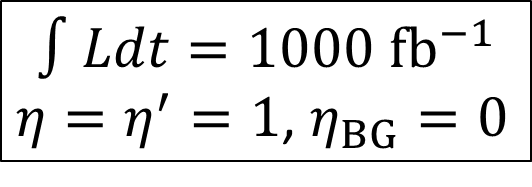 ∫ Ldt = 1000 fb⁻¹
η = η′ = 1, η_BG = 0